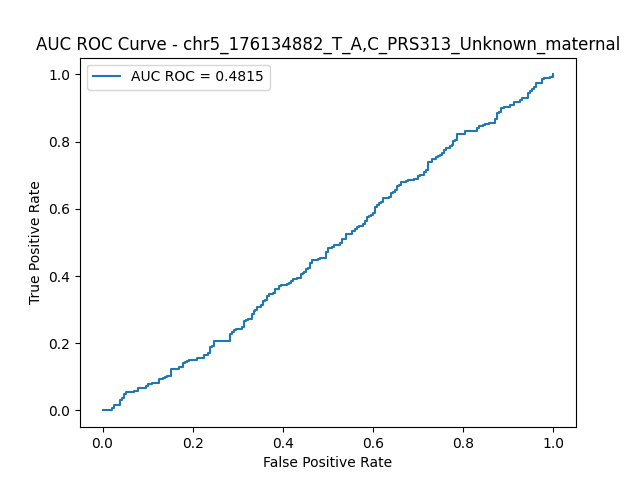 AUC ROC Curve - chr5_176134882_T_A,C_PRS313_Unknown_maternal
AUC ROC = 0.4815
1.0
0.8
0.6
0.4
0.2
0.0
True Positive Rate
0.0 0.2 0.4 0.6 0.8 1.0
False Positive Rate